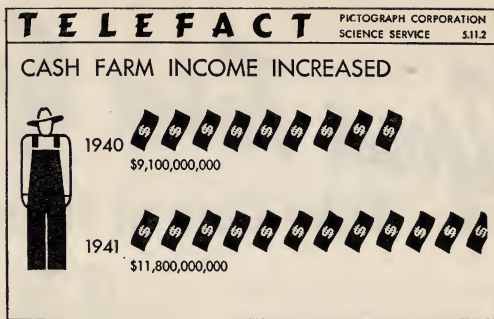 TELEFACT
PICTOGRAPH CORPORATION
SCIENCE SERVICE 5.11.2
CASH FARM INCOME INCREASED
1940 $ $ $ $ $ $ $ $ $
$9,100,000,000
1941 $ $ $ $ $ $ $ $ $ $ $ $
$11,800,000,000